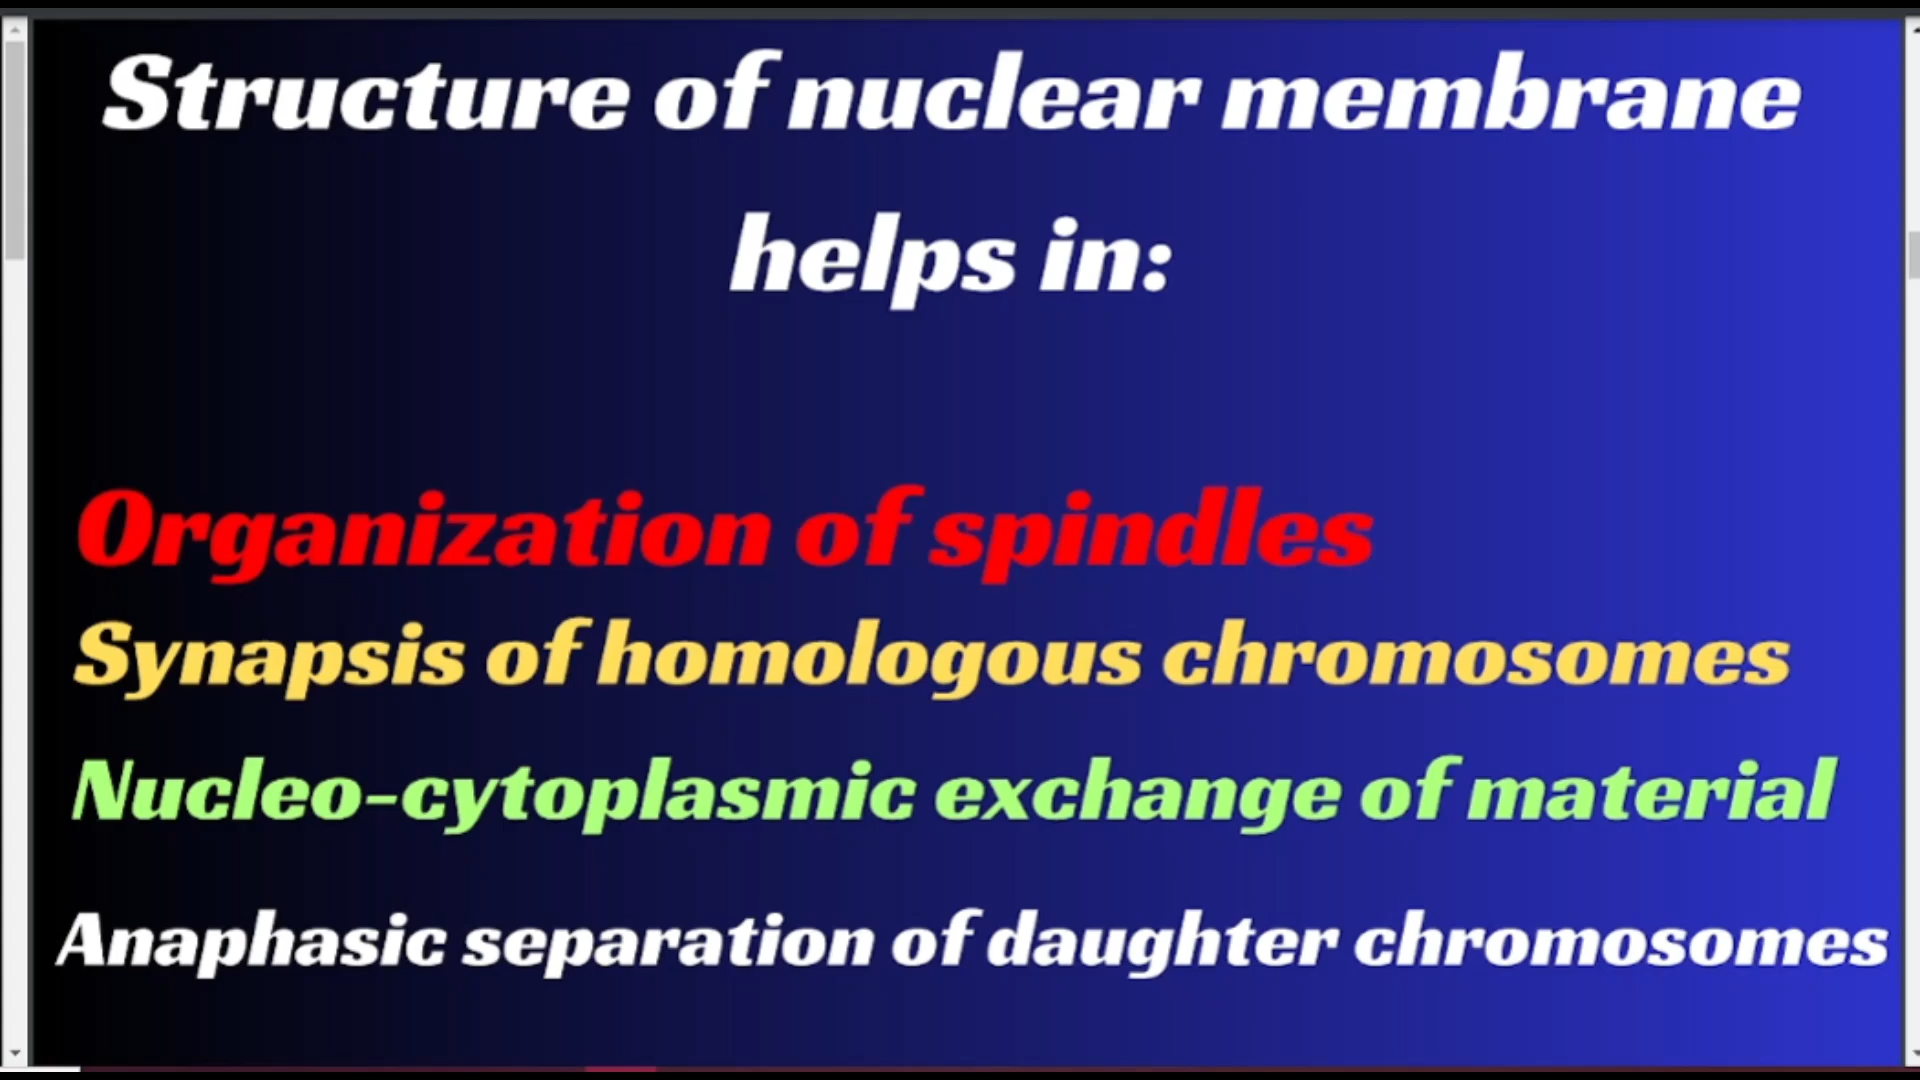 Structure of nuclear membrane
helps in:
Organization of spindles
Synapsis of homologous chromosomes
Nucleo-cytoplasmic exchange of material
Anaphasic separation of daughter chromosomes